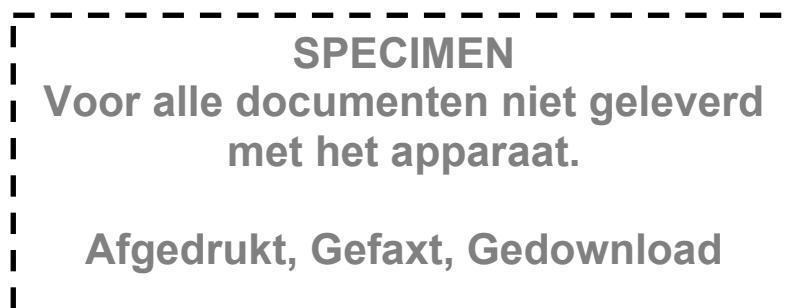 SPECIMEN
Voor alle documenten niet geleverd
met het apparaat.
Afgedrukt, Gefaxt, Gedownload